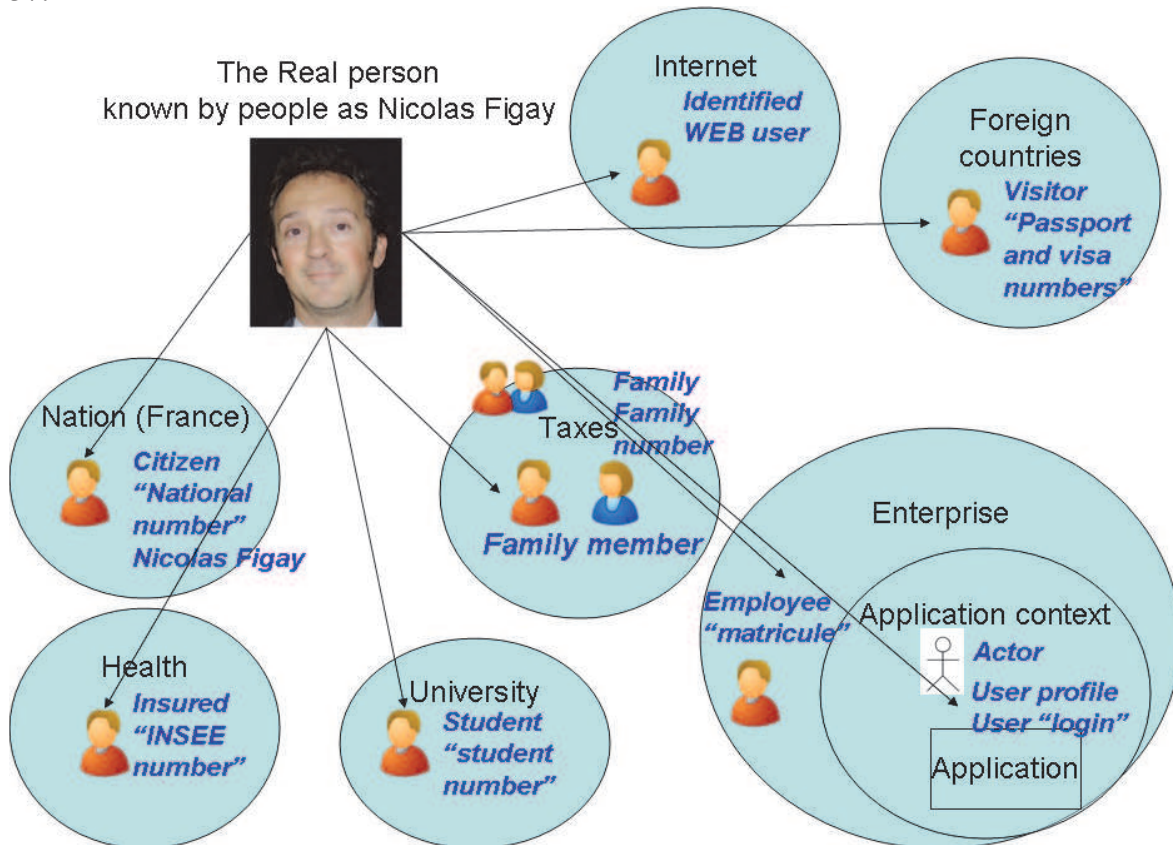 The Real person
known by people as Nicolas Figay
Internet
Identified
WEB user
Foreign
countries
Visitor
“Passport
and visa
numbers”
Nation (France)
Citizen
“National
number”
Nicolas Figay
Taxes
Family
Family
number
Family member
Enterprise
Employee
“matricule”
Application context
Actor
User profile
User “login”
Application
Health
Insured
“INSEE
number”
University
Student
“student
number”